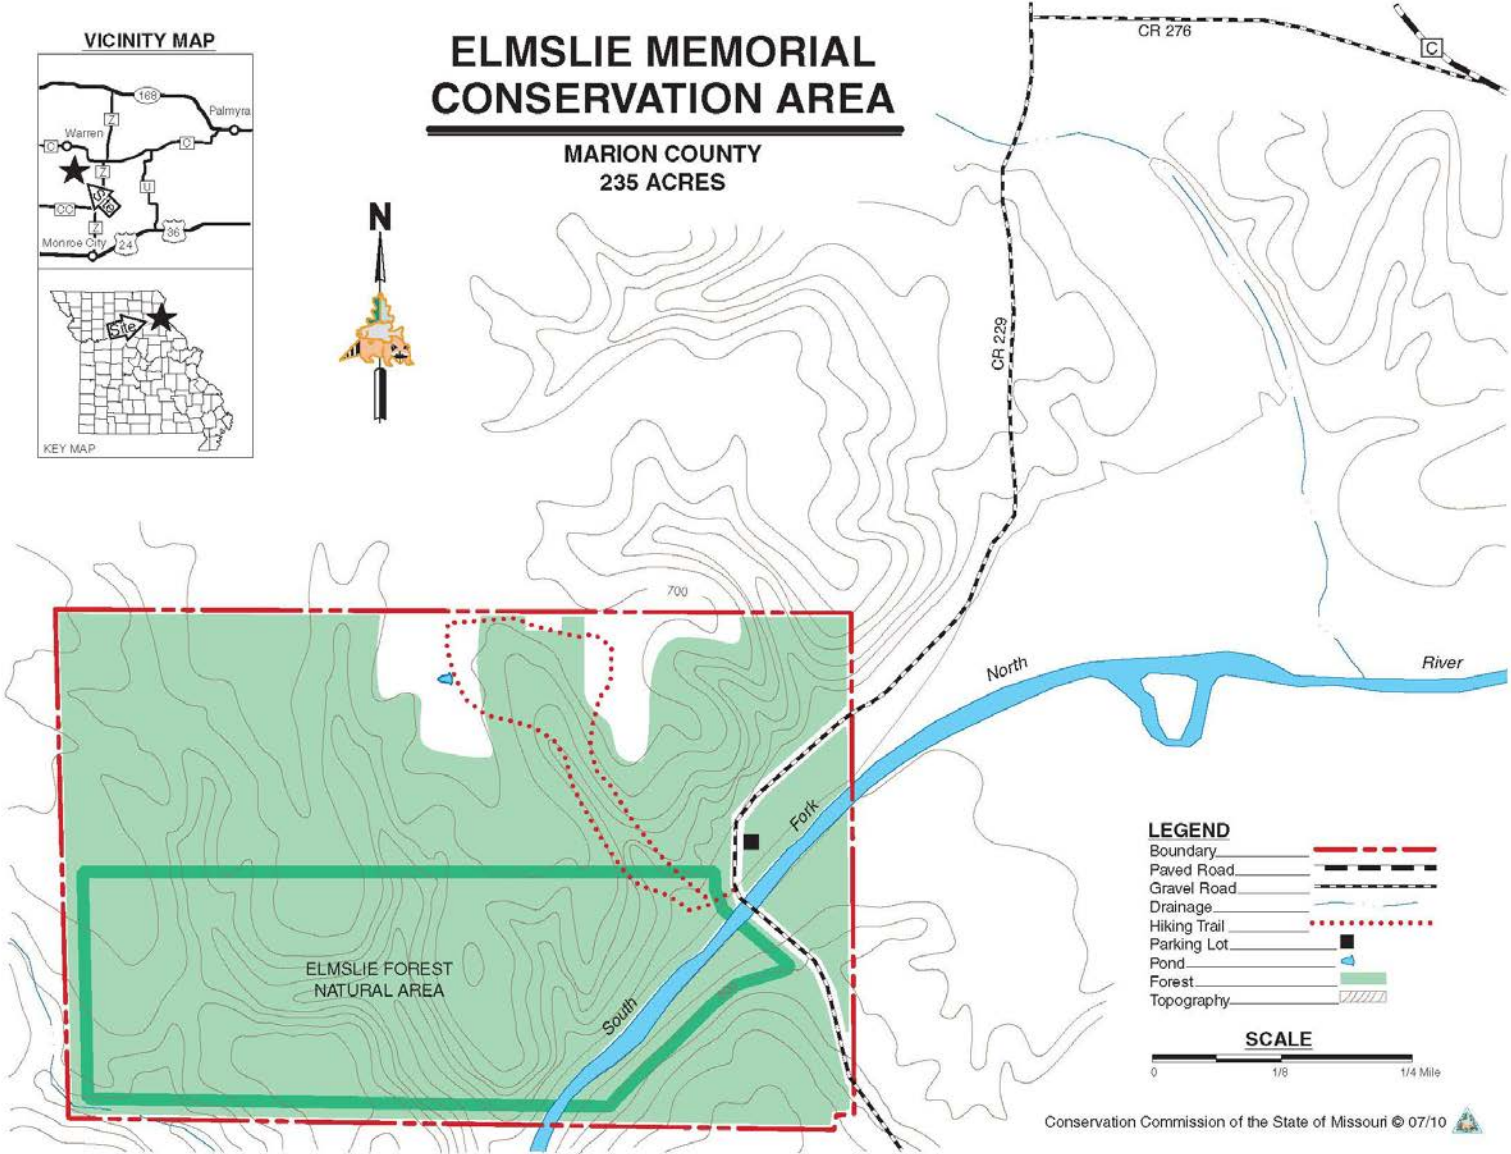 VICINITY MAP
168
Palmyra
Z
Warren
C
C
Z
U
Site
CC
Z
36
Monroe City
24
Site
KEY MAP
ELMSLIE MEMORIAL
CONSERVATION AREA
MARION COUNTY
235 ACRES
N
CR 276
C
CR 229
700
North
River
Fork
South
ELMSLIE FOREST
NATURAL AREA
LEGEND
Boundary
Paved Road
Gravel Road
Drainage
Hiking Trail
Parking Lot
Pond
Forest
Topography
SCALE
0 1/8 1/4 Mile
Conservation Commission of the State of Missouri © 07/10